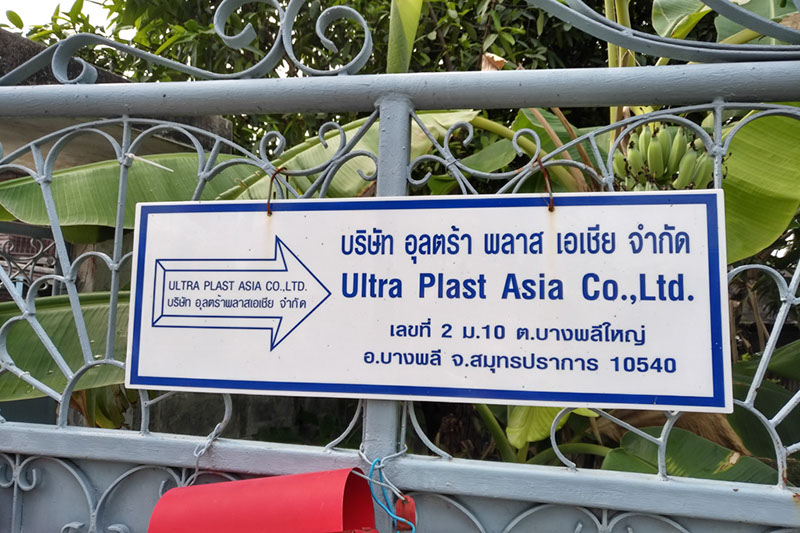 ULTRA PLAST ASIA CO.,LTD.
บริษัท อุลตร้าพลาสเอเชีย จำกัด
บริษัท อุลตร้า พลาส เอเชีย จำกัด
Ultra Plast Asia Co.,Ltd.
เลขที่ 2 ม.10 ต.บางพลีใหญ่
อ.บางพลี จ.สมุทรปราการ 10540